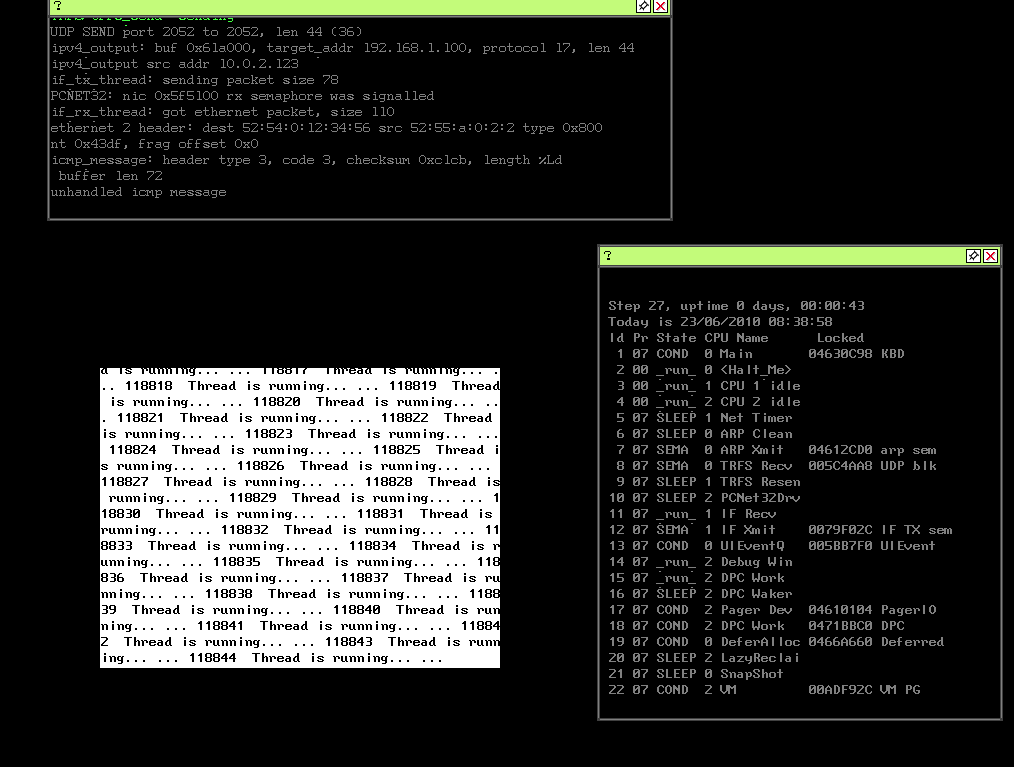 ?
UDP SEND port 2052 to 2052, len 44 (36)
ipv4_output: buf 0x61a000, target_addr 192.168.1.100, protocol 17, len 44
ipv4_output src addr 10.0.2.123
if_tx_thread: sending packet size 78
PCNET32: nic 0x5f5100 rx semaphore was signalled
if_rx_thread: got ethernet packet, size 110
ethernet 2 header: dest 52:54:0:12:34:56 src 52:55:a:0:2:2 type 0x800
nt 0x43df, frag offset 0x0
icmp_message: header type 3, code 3, checksum 0xc1cb, length %Ld
 buffer len 72
unhandled icmp message
?
Step 27, uptime 0 days, 00:00:43
Today is 23/06/2010 08:38:58
Id Pr State CPU Name Locked
1 07 COND 0 Main 04630C98 KBD
2 00 _run_ 0 <Halt_Me>
3 00 _run_ 1 CPU 1 idle
4 00 _run_ 2 CPU 2 idle
5 07 SLEEP 1 Net Timer
6 07 SLEEP 0 ARP Clean
7 07 SEMA 0 ARP Xmit 04612CD0 arp sem
8 07 SEMA 0 TRFS Recv 005C4AA8 UDP blk
9 07 SLEEP 1 TRFS Resen
10 07 SLEEP 2 PCNet32Drv
11 07 _run_ 1 IF Recv
12 07 SEMA 1 IF Xmit 0079F02C IF TX sem
13 07 COND 0 UIEventQ 005BB7F0 UIEvent
14 07 _run_ 2 Debug Win
15 07 _run_ 2 DPC Work
16 07 SLEEP 2 DPC Waker
17 07 COND 2 Pager Dev 04610104 PagerIO
18 07 COND 2 DPC Work 0471BBC0 DPC
19 07 COND 0 DeferAlloc 0466A660 Deferred
20 07 SLEEP 2 LazyReclai
21 07 SLEEP 0 SnapShot
22 07 COND 2 VM 00ADF92C VM PG
d is running... ... 118817 Thread is running... .
.. 118818 Thread is running... ... 118819 Thread
 is running... ... 118820 Thread is running... ..
. 118821 Thread is running... ... 118822 Thread
is running... ... 118823 Thread is running... ...
 118824 Thread is running... ... 118825 Thread i
s running... ... 118826 Thread is running... ...
118827 Thread is running... ... 118828 Thread is
 running... ... 118829 Thread is running... ... 1
18830 Thread is running... ... 118831 Thread is
running... ... 118832 Thread is running... ... 11
8833 Thread is running... ... 118834 Thread is r
unning... ... 118835 Thread is running... ... 118
836 Thread is running... ... 118837 Thread is ru
nning... ... 118838 Thread is running... ... 1188
39 Thread is running... ... 118840 Thread is run
ning... ... 118841 Thread is running... ... 11884
2 Thread is running... ... 118843 Thread is runn
ing... ... 118844 Thread is running... ...